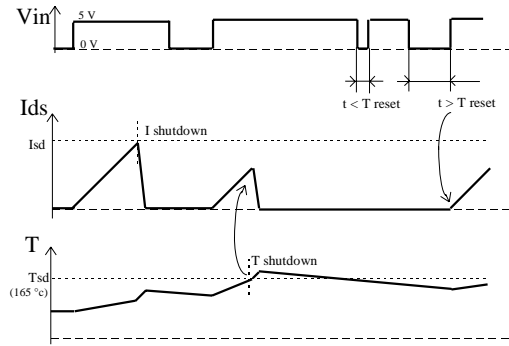 Vin
5 V
0 V
t < T reset
t > T reset
Ids
I shutdown
Isd
T
T shutdown
Tsd
(165 °c)